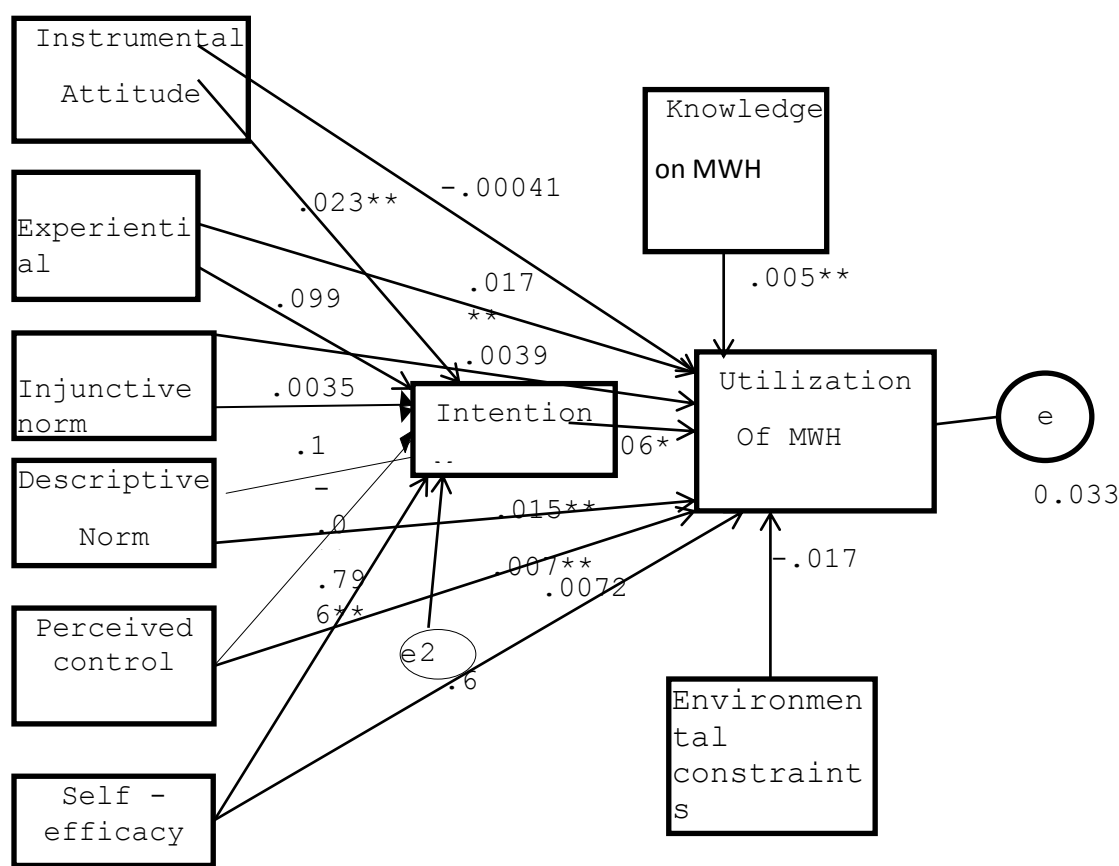 Instrumental
Attitude
Knowledge
on MWH
-.00041
.023**
Experienti
al
.017
**
.005**
.099
.0039
Injunctive
norm
.0035
Intention
--
Utilization
Of MWH
06*
e
0.033
.1
-
Descriptive
Norm
.0
.015**
.007**
.0072
-.017
.79
6**
Perceived
control
e2
.6
Environmen
tal
constraint
s
Self -
efficacy